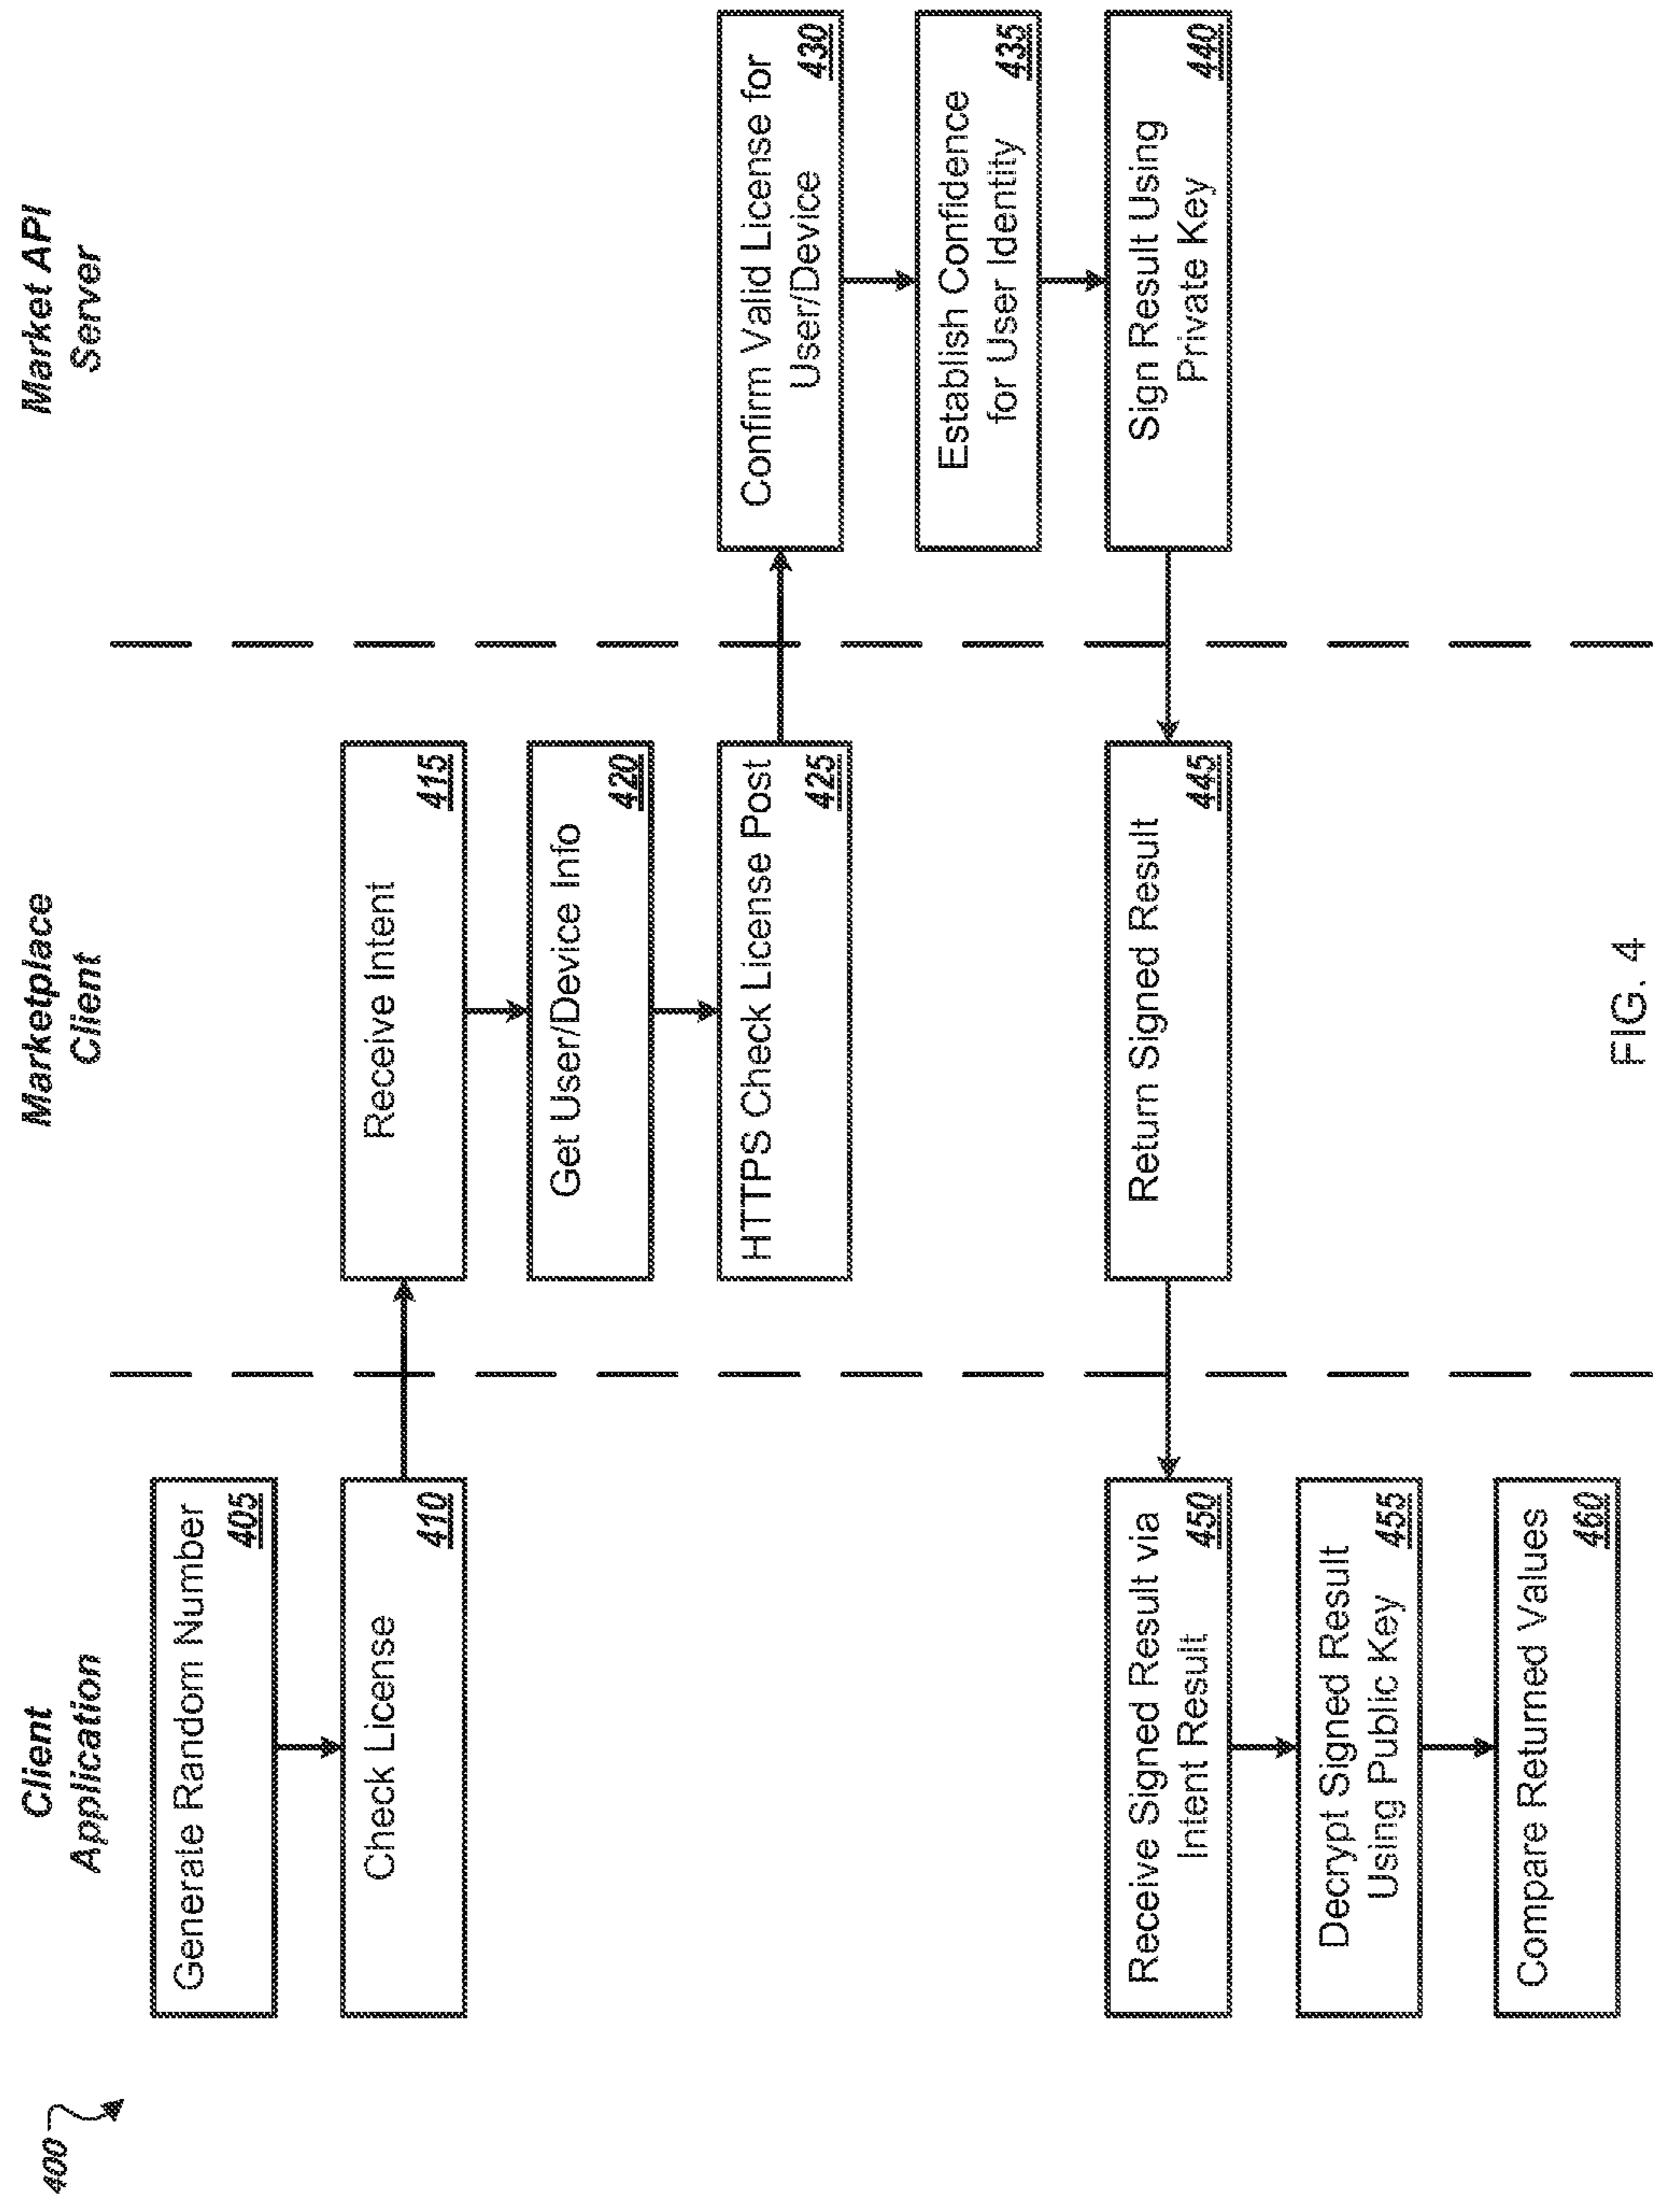 400
Client
Application
Marketplace
Client
Market API
Server
Generate Random Number
405
Check License
410
Receive Intent
415
Get User/Device Info
420
HTTPS Check License Post
425
Confirm Valid License for
User/Device
430
Establish Confidence
for User Identity
435
Sign Result Using
Private Key
440
Return Signed Result
445
Receive Signed Result via
Intent Result
450
Decrypt Signed Result
Using Public Key
455
Compare Returned Values
460
FIG. 4